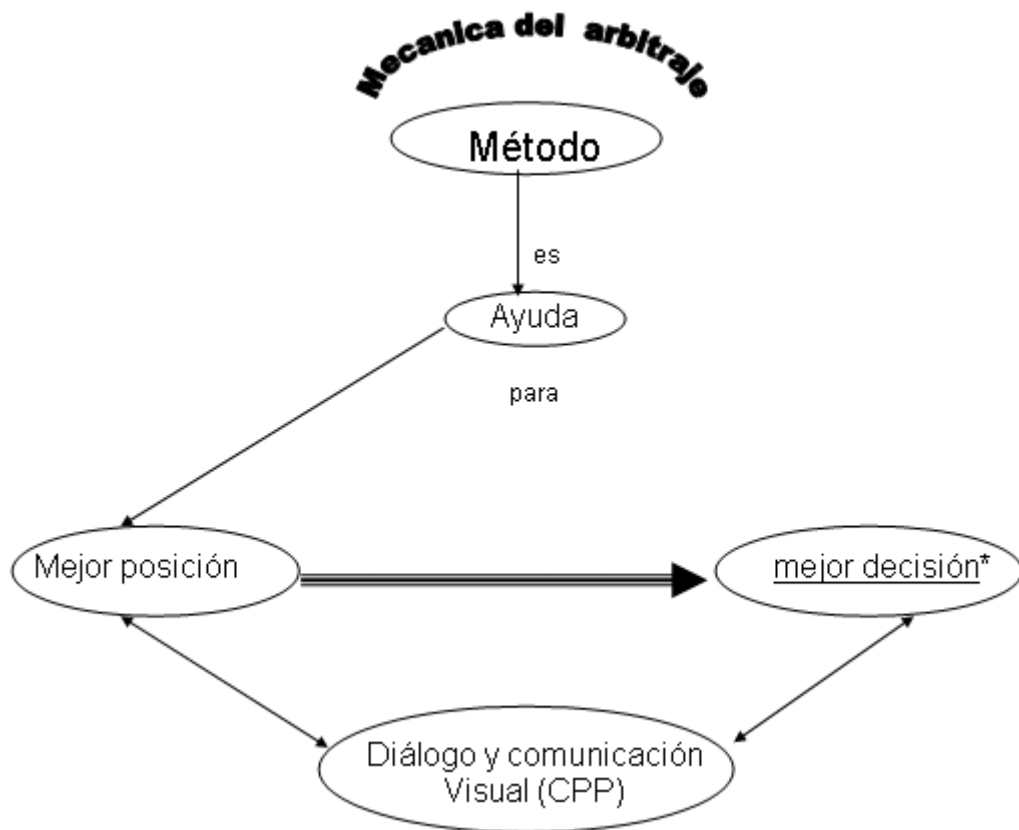 Mecanica del arbitraje
Método
es
Ayuda
para
Mejor posición
mejor decisión*
Diálogo y comunicación
Visual (CPP)